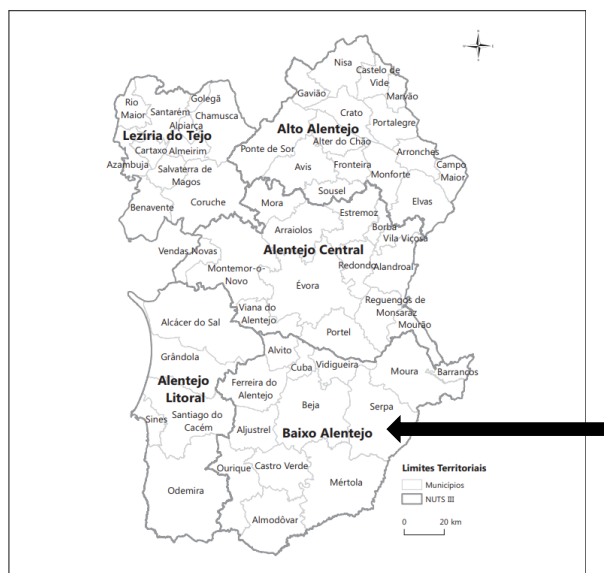 Nisa
Castelo de
Vide
Marvão
Gavião
Crato
Portalegre
Alto Alentejo
Alter do Chão
Ponte de Sor
Avis
Fronteira
Arronches
Monforte
Campo
Maior
Sousel
Elvas
Rio
Maior
Golegã
Santarém
Chamusca
Alpiarça
Lezíria do Tejo
Cartaxo
Almeirim
Azambuja
Salvaterra de
Magos
Benavente
Coruche
Mora
Estremoz
Arraiolos
Borba
Vila Viçosa
Vendas Novas
Alentejo Central
Montemor-o-
Novo
Redondo
Alandroal
Évora
Reguengos de
Monsaraz
Mourão
Viana do
Alentejo
Portel
Alcácer do Sal
Grândola
Alentejo
Litoral
Sines
Santiago do
Cacém
Odemira
Alvito
Cuba
Vidigueira
Moura
Barrancos
Ferreira do
Alentejo
Beja
Serpa
Aljustrel
Baixo Alentejo
Ourique
Castro Verde
Mértola
Almodôvar
Limites Territoriais
Municípios
NUTS III
0
20 km